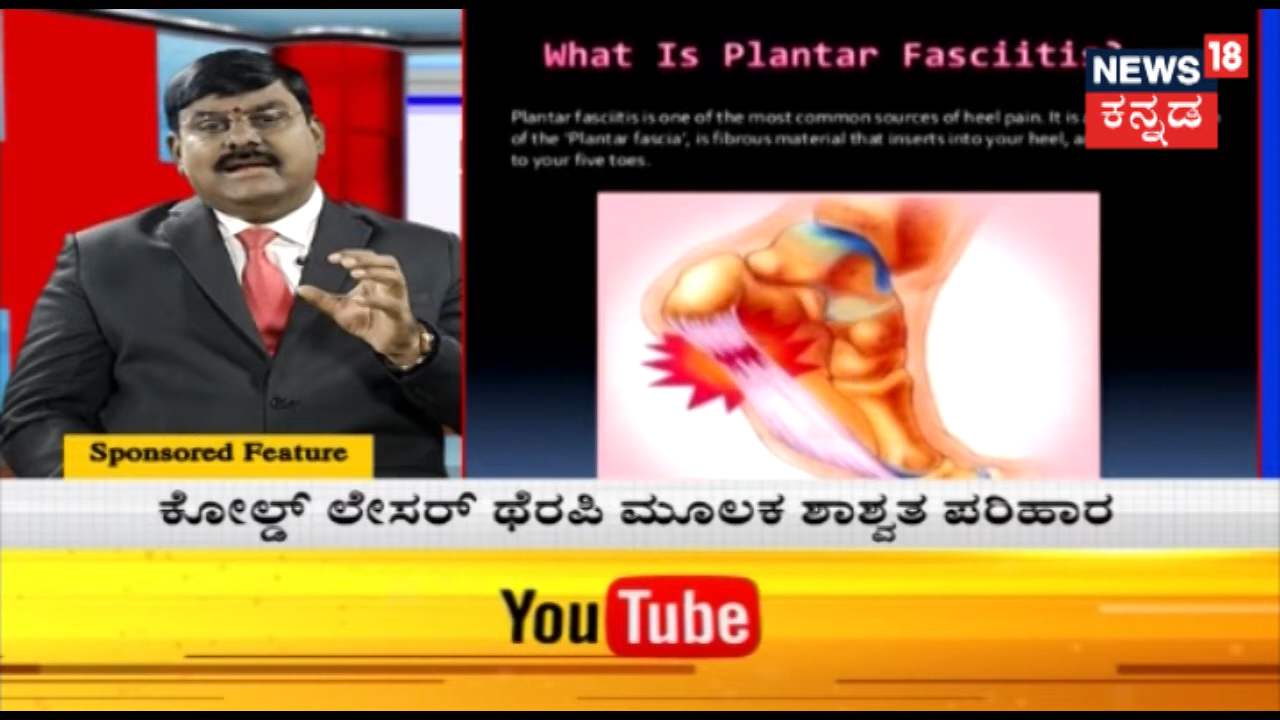 What Is Plantar Fasciitis?
NEWS 18
ಕನ್ನಡ
Plantar fasciitis is one of the most common sources of heel pain. It is
of the 'Plantar fascia', is fibrous material that inserts into your heel,
to your five toes.
Sponsored Feature
ಕೋಲ್ಡ್ ಲೇಸರ್ ಥೆರಪಿ ಮೂಲಕ ಶಾಶ್ವತ ಪರಿಹಾರ
YouTube